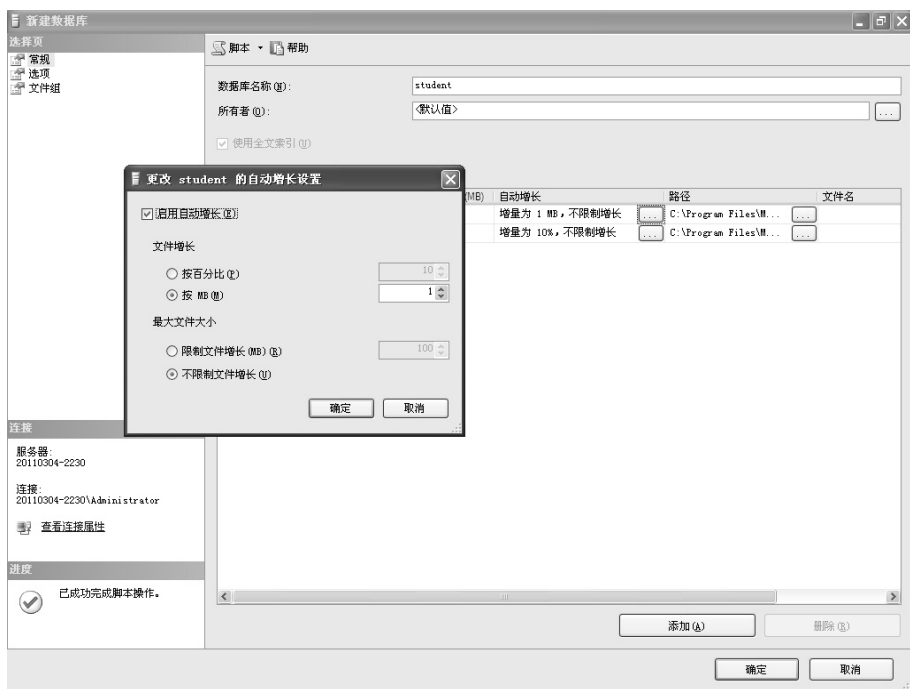 新建数据库
选择页
常规
选项
文件组
脚本 帮助
数据库名称(N):
student
所有者(O):
<默认值>
...
使用全文索引(U)
(MB) 自动增长 路径 文件名
增量为 1 MB，不限制增长 ... C:\Program Files\M... ...
增量为 10%，不限制增长 ... C:\Program Files\M... ...
更改 student 的自动增长设置
启用自动增长(E)
文件增长
按百分比(P) 10
按 MB(M) 1
最大文件大小
限制文件增长(MB)(R) 100
不限制文件增长(U)
确定 取消
连接
服务器:
20110304-2230
连接:
20110304-2230\Administrator
查看连接属性
进度
已成功完成脚本操作。
添加(A) 删除(R)
确定 取消